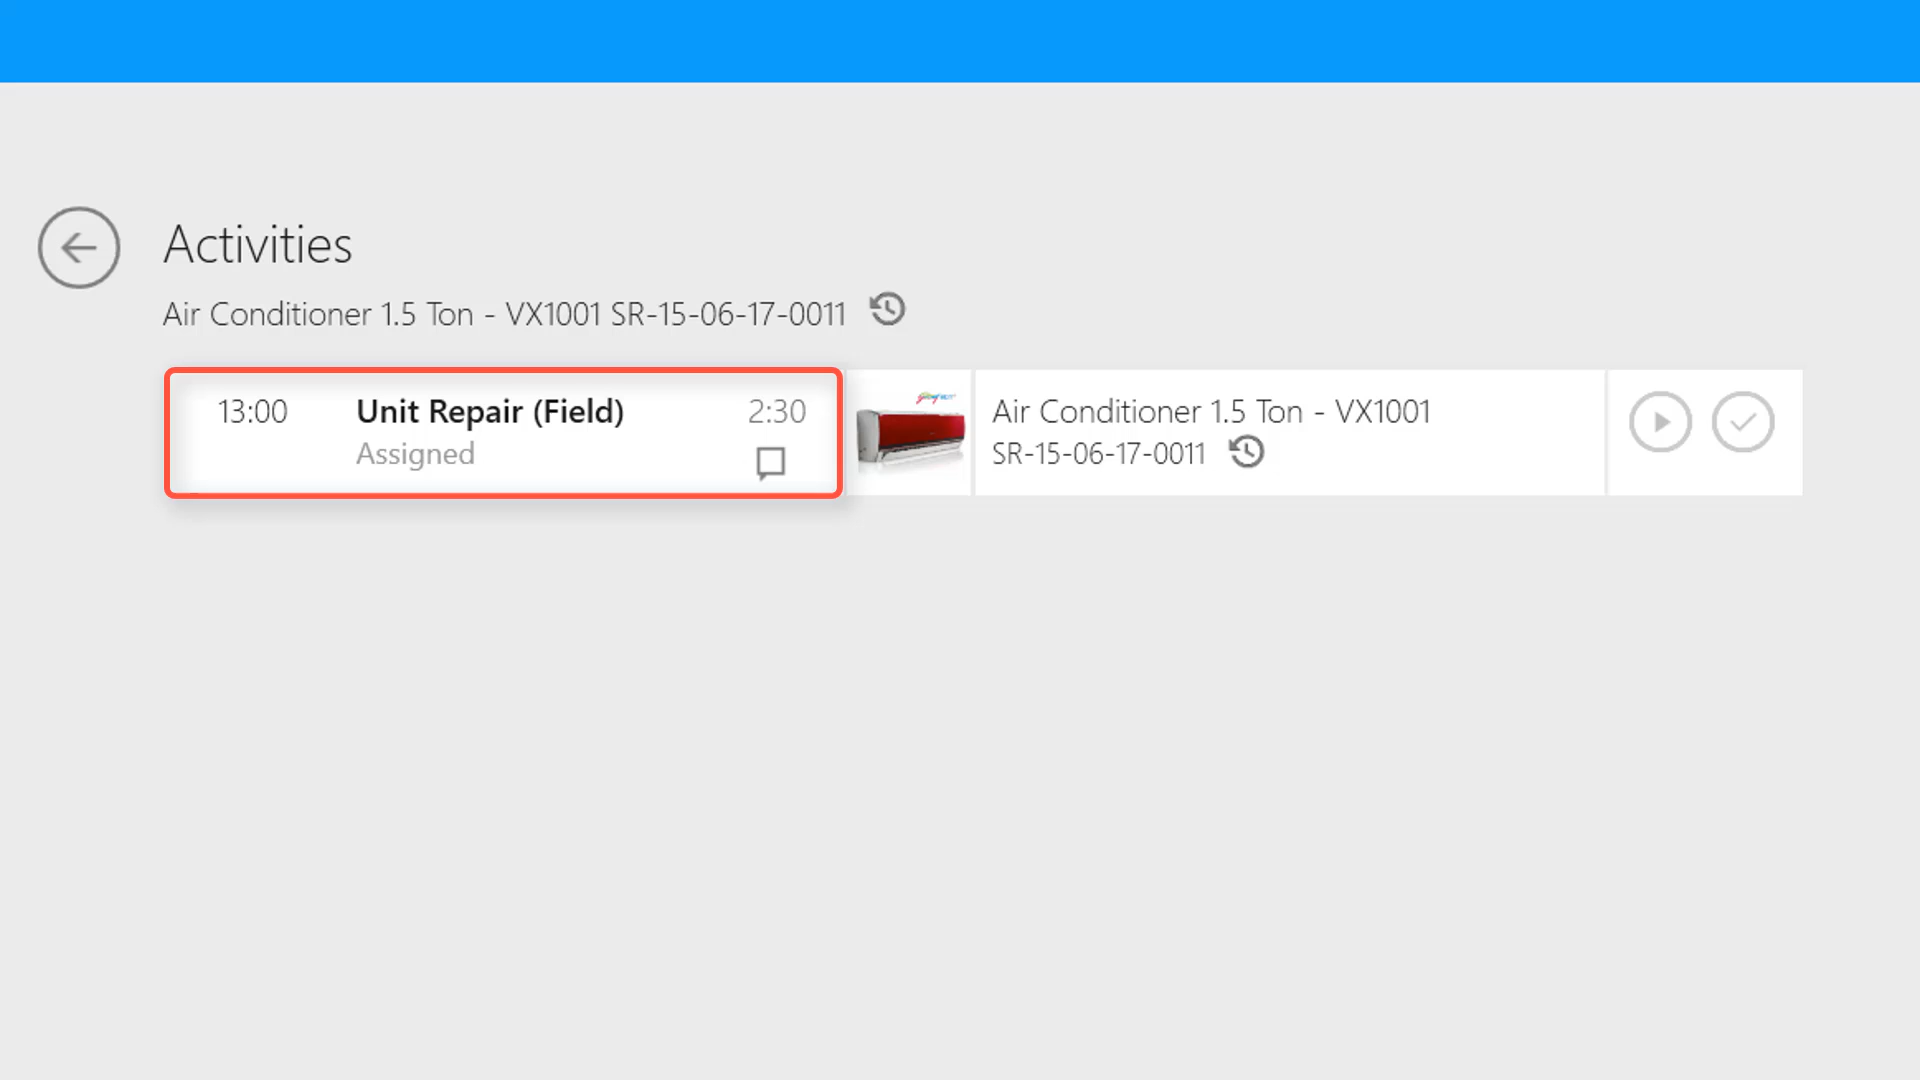 Activities
Air Conditioner 1.5 Ton - VX1001 SR-15-06-17-0011
13:00 Unit Repair (Field) 2:30
Assigned
Air Conditioner 1.5 Ton - VX1001
SR-15-06-17-0011